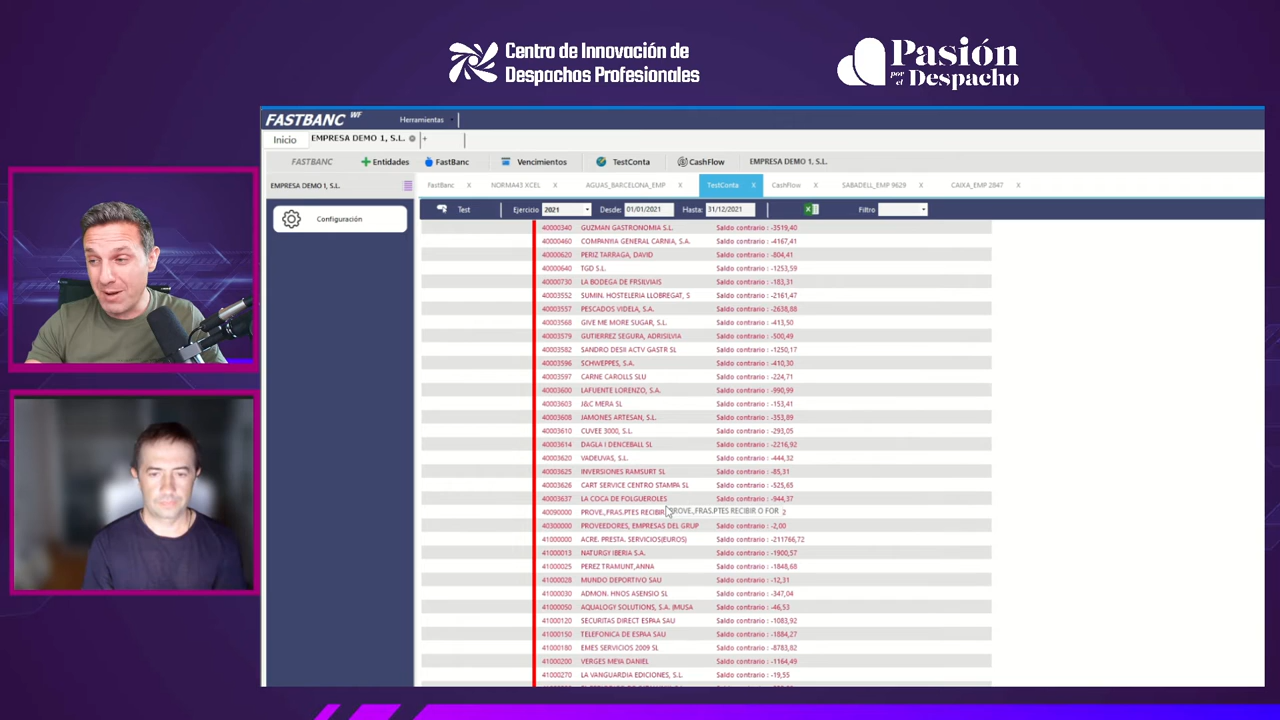 Centro de Innovación de
Despachos Profesionales
Pasión
por el Despacho
FASTBANC WF Herramientas
Inicio EMPRESA DEMO 1, S.L. +
FASTBANC Entidades FastBanc Vencimientos TestConta CashFlow EMPRESA DEMO 1, S.L.
EMPRESA DEMO 1, S.L. FastBanc X NORMA43 XCEL X AGUAS_BARCELONA_EMP X TestConta X Cashflow X SABADELL_EMP 9629 X CAIXA_EMP 2847 X
Configuración
Test Ejercicio 2021 Desde: 01/01/2021 Hasta: 31/12/2021 Filtro
40000340 GUZMAN GASTRONOMIA S.L. Saldo contrario : -3519,40
40000460 COMPANYIA GENERAL CARNIA, S.A. Saldo contrario : -4167,41
40000620 PERIZ TARRAGA, DAVID Saldo contrario : -804,41
40000640 TGD S.L. Saldo contrario : -1253,59
40000730 LA BODEGA DE FRSILVIAIS Saldo contrario : -183,31
40003552 SUMIN. HOSTELERIA LLOBREGAT, S Saldo contrario : -2161,47
40003557 PESCADOS VIDELA, S.A. Saldo contrario : -2638,88
40003568 GIVE ME MORE SUGAR, S.L. Saldo contrario : -413,50
40003579 GUTIERREZ SEGURA, ADRISILVIA Saldo contrario : -500,49
40003582 SANDRO DESII ACTV GASTR SL Saldo contrario : -1250,17
40003596 SCHWEPPES, S.A. Saldo contrario : -410,30
40003597 CARNE CAROLLS SLU Saldo contrario : -224,71
40003600 LAFUENTE LORENZO, S.A. Saldo contrario : -990,99
40003603 J&C MERA SL Saldo contrario : -153,41
40003608 JAMONES ARTESAN, S.L. Saldo contrario : -353,89
40003610 CUVEE 3000, S.L. Saldo contrario : -293,05
40003614 DAGLA I DENCEBALL SL Saldo contrario : -2216,92
40003620 VADEUVAS, S.L. Saldo contrario : -444,32
40003625 INVERSIONES RAMSURT SL Saldo contrario : -85,31
40003626 CART SERVICE CENTRO STAMPA SL Saldo contrario : -525,65
40003637 LA COCA DE FOLGUEROLES Saldo contrario : -944,37
40090000 PROVE.,FRAS.PTES RECIBIR PROVE.,FRAS.PTES RECIBIR O FOR 2
40300000 PROVEEDORES, EMPRESAS DEL GRUP Saldo contrario : -2,00
41000000 ACRE. PRESTA. SERVICIOS(EUROS) Saldo contrario : -211766,72
41000013 NATURGY IBERIA S.A. Saldo contrario : -1900,57
41000025 PEREZ TRAMUNT,ANNA Saldo contrario : -1848,68
41000028 MUNDO DEPORTIVO SAU Saldo contrario : -12,31
41000030 ADMON. HNOS ASENSIO SL Saldo contrario : -347,04
41000050 AQUALOGY SOLUTIONS, S.A. (MUSA Saldo contrario : -46,53
41000120 SECURITAS DIRECT ESPAA SAU Saldo contrario : -1083,92
41000150 TELEFONICA DE ESPAA SAU Saldo contrario : -1884,27
41000180 EMES SERVICIOS 2009 SL Saldo contrario : -8783,82
41000200 VERGES MEYA DANIEL Saldo contrario : -1164,49
41000270 LA VANGUARDIA EDICIONES, S.L. Saldo contrario : -19,55